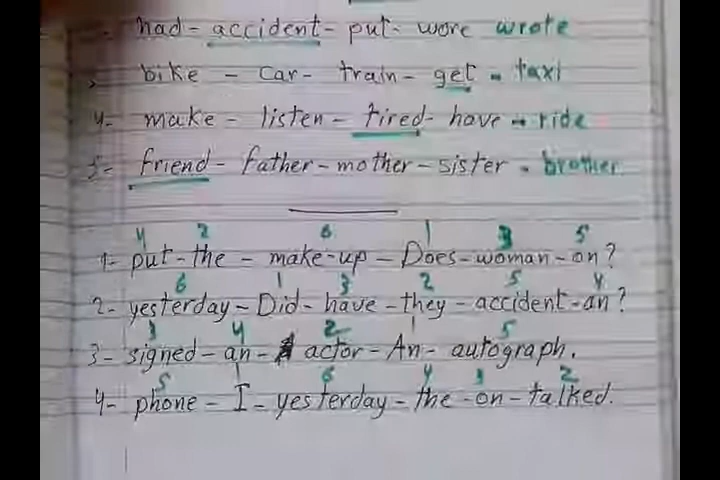 had - accident - put - wore wrote
bike - car - train - get - taxi
4- make - listen - tired - have - ride
5- friend - father - mother - sister - brother
4 2 6 1 3 5
1- put - the - make-up - Does - woman - on?
6 1 3 2 5 4
2- yesterday - Did - have - they - accident - an?
3 4 2 1 5
3- signed - an - actor - An - autograph.
5 1 6 4 3 2
4- phone - I - yesterday - the - on - talked.